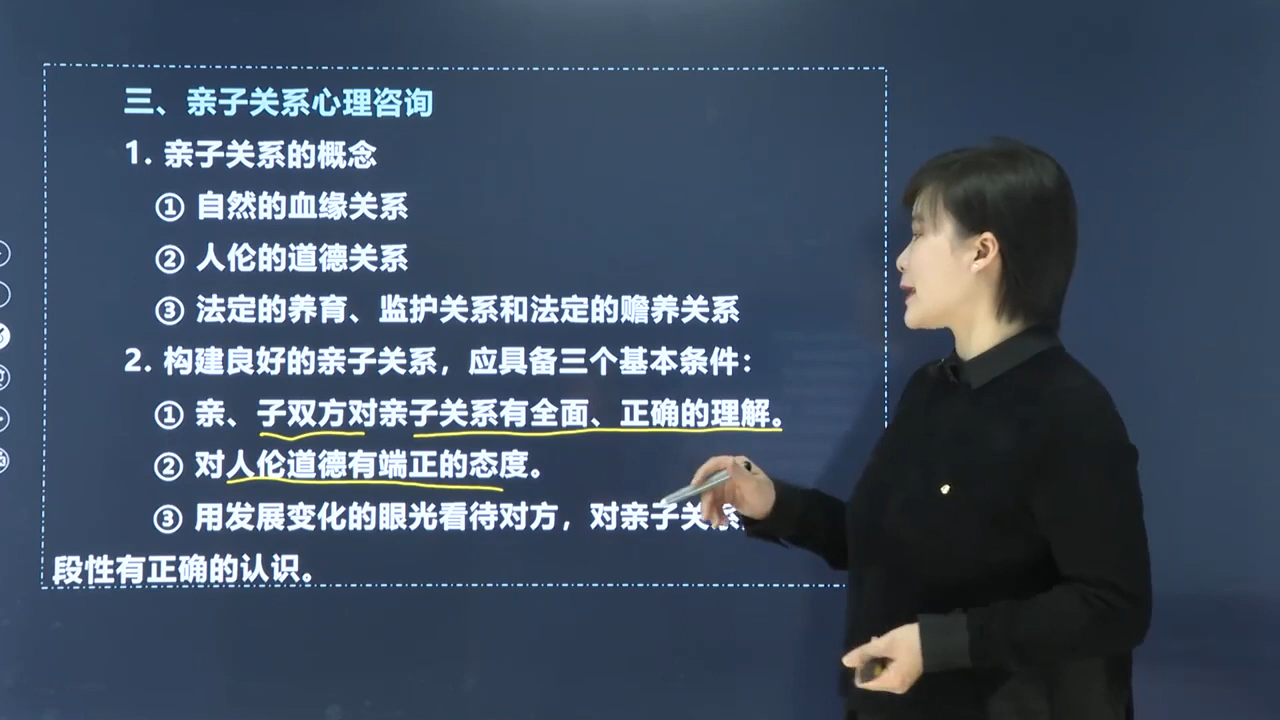 三、亲子关系心理咨询
1. 亲子关系的概念
① 自然的血缘关系
② 人伦的道德关系
③ 法定的养育、监护关系和法定的赡养关系
2. 构建良好的亲子关系，应具备三个基本条件：
① 亲、子双方对亲子关系有全面、正确的理解。
② 对人伦道德有端正的态度。
③ 用发展变化的眼光看待对方，对亲子关系
段性有正确的认识。